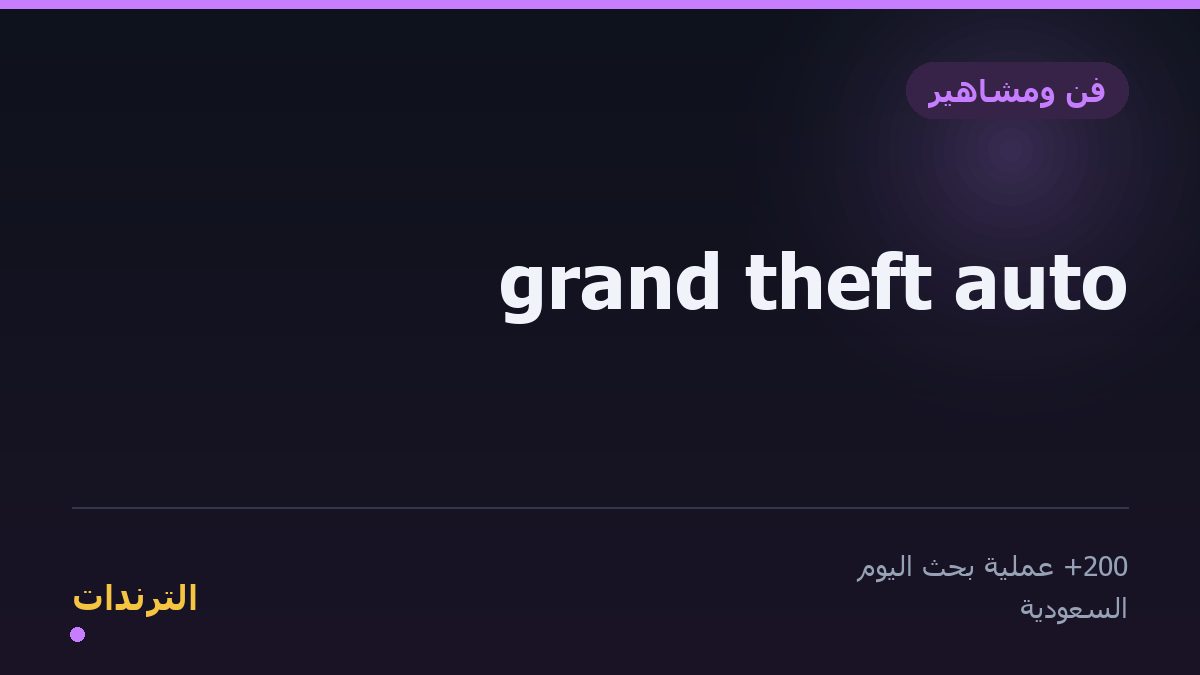 فن ومشاهير
grand theft auto
200+ عملية بحث اليوم
السعودية
الترندات